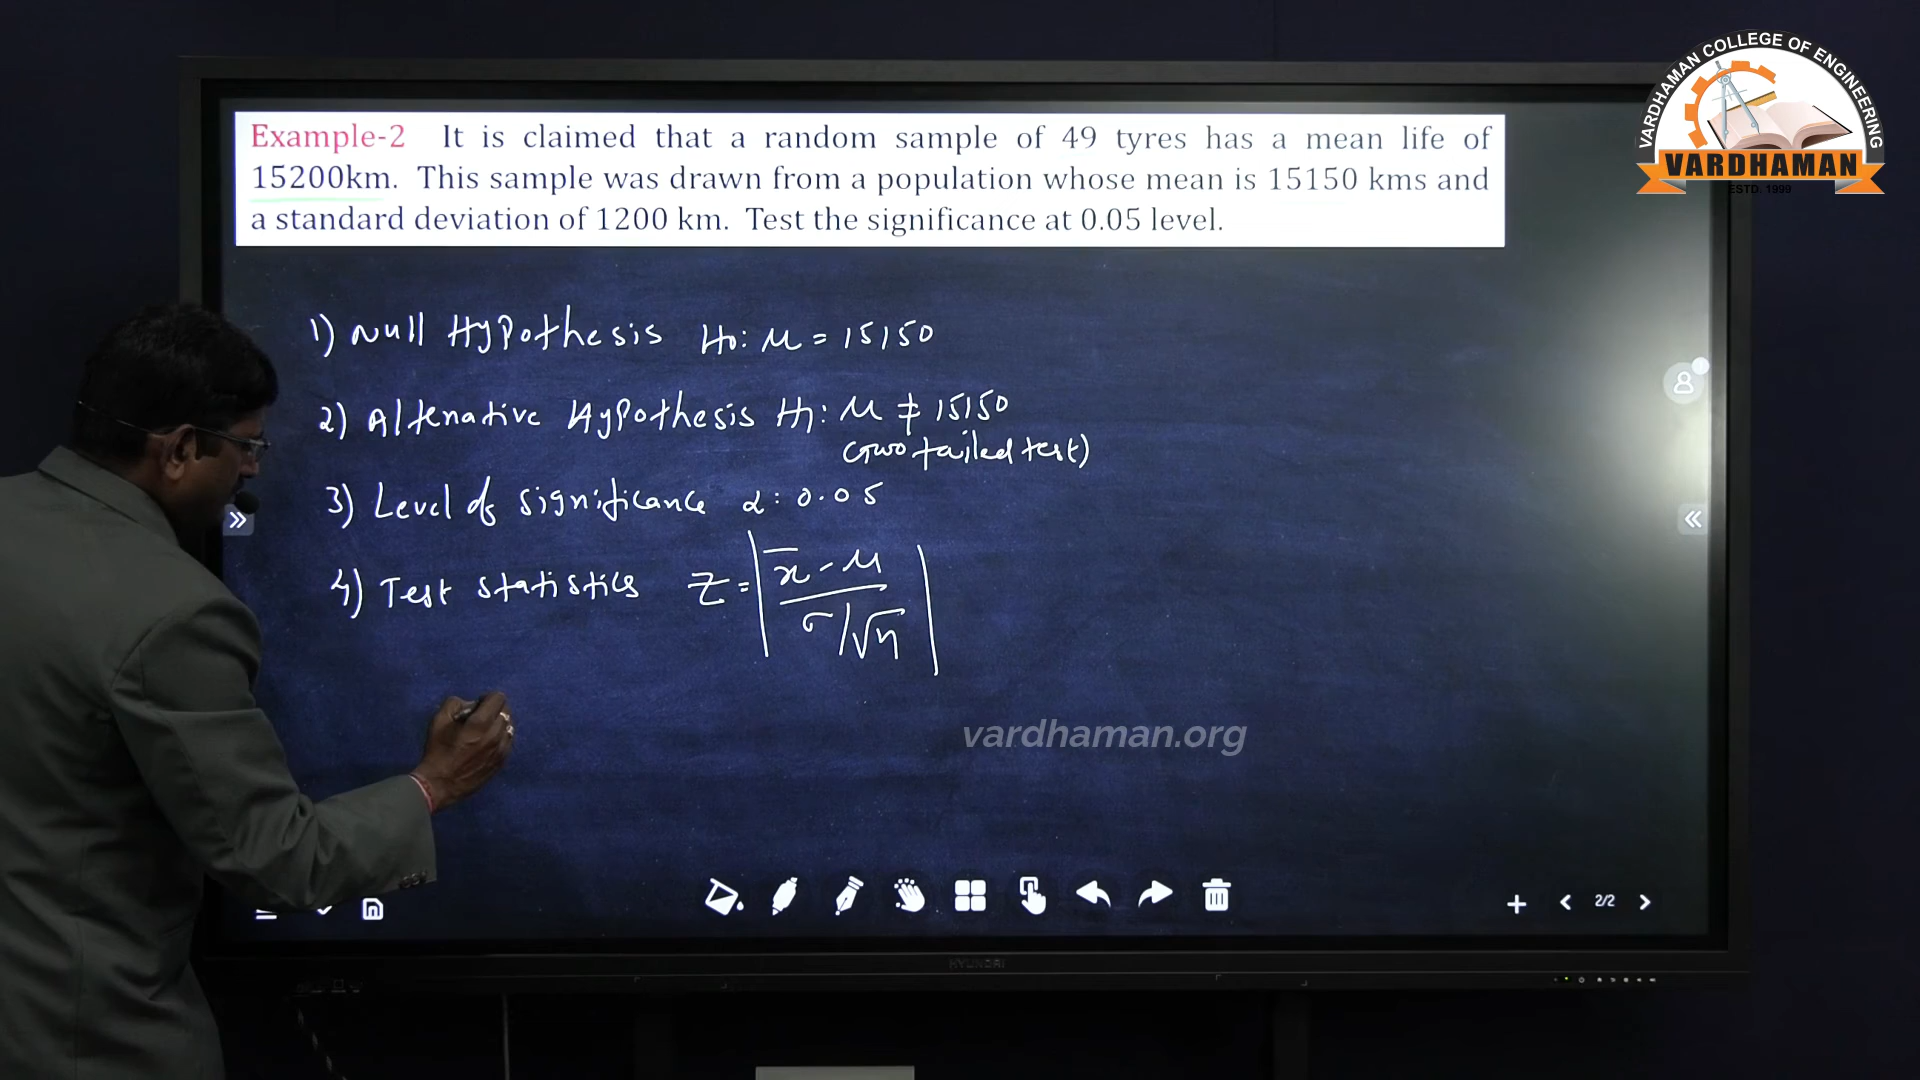 VARDHAMAN COLLEGE OF ENGINEERING
VARDHAMAN
ESTD. 1999
Example-2 It is claimed that a random sample of 49 tyres has a mean life of
15200km. This sample was drawn from a population whose mean is 15150 kms and
a standard deviation of 1200 km. Test the significance at 0.05 level.
1) Null Hypothesis H0: μ = 15150
2) Alternative Hypothesis H1: μ ≠ 15150
(Two tailed test)
3) Level of significance α: 0.05
4) Test statistics Z = | x̄ - μ / σ/√n |
vardhaman.org
2/2
HYUNDAI